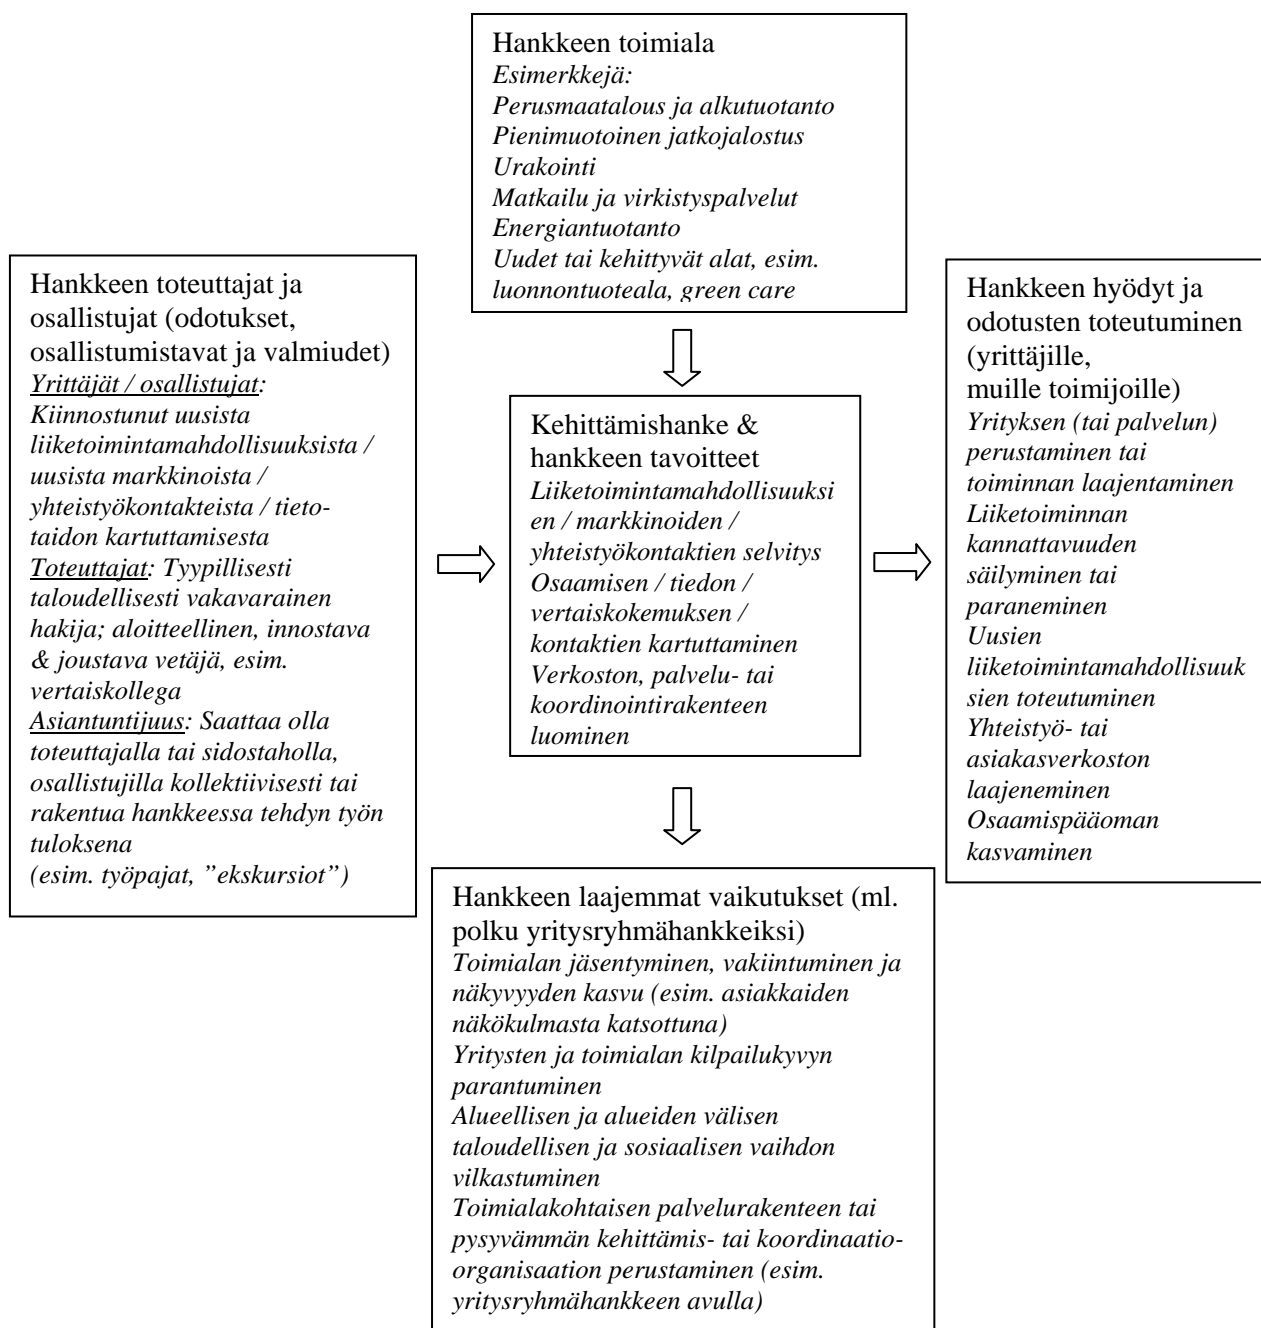 Hankkeen toimiala
Esimerkkejä:
Perusmaatalous ja alkutuotanto
Pienimuotoinen jatkojalostus
Urakointi
Matkailu ja virkistyspalvelut
Energiantuotanto
Uudet tai kehittyvät alat, esim.
luonnontuoteala, green care
Hankkeen toteuttajat ja
osallistujat (odotukset,
osallistumistavat ja valmiudet)
Yrittäjät / osallistujat:
Kiinnostunut uusista
liiketoimintamahdollisuuksista /
uusista markkinoista /
yhteistyökontakteista / tieto-
taidon kartuttamisesta
Toteuttajat: Tyypillisesti
taloudellisesti vakavarainen
hakija; aloitteellinen, innostava
& joustava vetäjä, esim.
vertaiskollega
Asiantuntijuus: Saattaa olla
toteuttajalla tai sidostaholla,
osallistujilla kollektiivisesti tai
rakentua hankkeessa tehdyn työn
tuloksena
(esim. työpajat, ”ekskursiot”)
Kehittämishanke &
hankkeen tavoitteet
Liiketoimintamahdollisuuksi
en / markkinoiden /
yhteistyökontaktien selvitys
Osaamisen / tiedon /
vertaiskokemuksen /
kontaktien kartuttaminen
Verkoston, palvelu- tai
koordinointirakenteen
luominen
Hankkeen hyödyt ja
odotusten toteutuminen
(yrittäjille,
muille toimijoille)
Yrityksen (tai palvelun)
perustaminen tai
toiminnan laajentaminen
Liiketoiminnan
kannattavuuden
säilyminen tai
paraneminen
Uusien
liiketoimintamahdollisuuk
sien toteutuminen
Yhteistyö- tai
asiakasverkoston
laajeneminen
Osaamispääoman
kasvaminen
Hankkeen laajemmat vaikutukset (ml.
polku yritysryhmähankkeiksi)
Toimialan jäsentyminen, vakiintuminen ja
näkyvyyden kasvu (esim. asiakkaiden
näkökulmasta katsottuna)
Yritysten ja toimialan kilpailukyvyn
parantuminen
Alueellisen ja alueiden välisen
taloudellisen ja sosiaalisen vaihdon
vilkastuminen
Toimialakohtaisen palvelurakenteen tai
pysyvämmän kehittämis- tai koordinaatio-
organisaation perustaminen (esim.
yritysryhmähankkeen avulla)